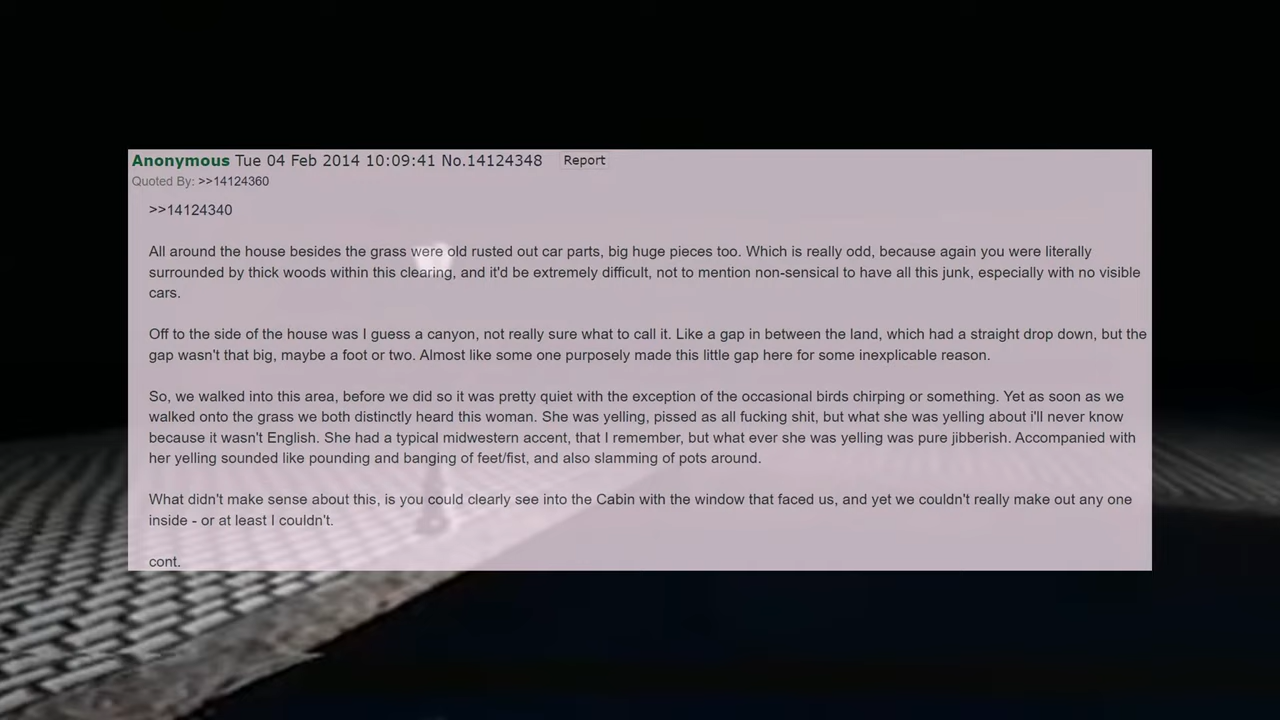 Anonymous Tue 04 Feb 2014 10:09:41 No.14124348 Report
Quoted By: >>14124360
>>14124340
All around the house besides the grass were old rusted out car parts, big huge pieces too. Which is really odd, because again you were literally
surrounded by thick woods within this clearing, and it'd be extremely difficult, not to mention non-sensical to have all this junk, especially with no visible
cars.
Off to the side of the house was I guess a canyon, not really sure what to call it. Like a gap in between the land, which had a straight drop down, but the
gap wasn't that big, maybe a foot or two. Almost like some one purposely made this little gap here for some inexplicable reason.
So, we walked into this area, before we did so it was pretty quiet with the exception of the occasional birds chirping or something. Yet as soon as we
walked onto the grass we both distinctly heard this woman. She was yelling, pissed as all fucking shit, but what she was yelling about i'll never know
because it wasn't English. She had a typical midwestern accent, that I remember, but what ever she was yelling was pure jibberish. Accompanied with
her yelling sounded like pounding and banging of feet/fist, and also slamming of pots around.
What didn't make sense about this, is you could clearly see into the Cabin with the window that faced us, and yet we couldn't really make out any one
inside - or at least I couldn't.
cont.